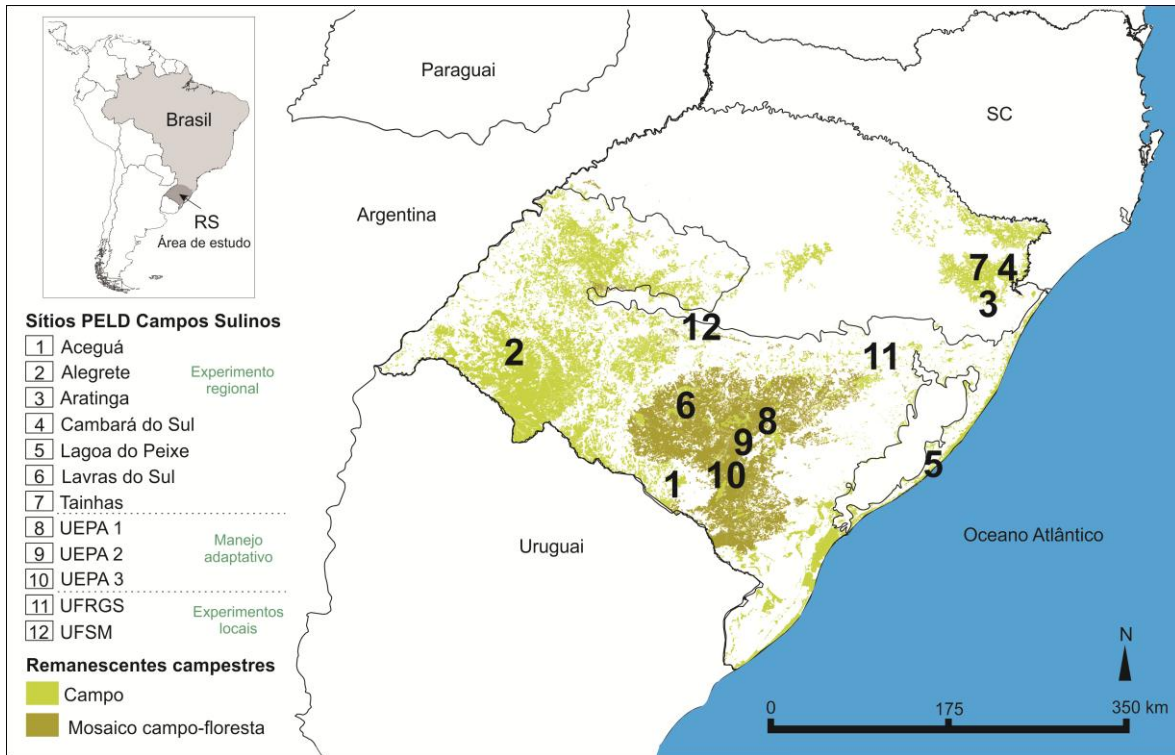 Brasil
RS
Área de estudo
Sítios PELD Campos Sulinos
1 Aceguá
2 Alegrete
3 Aratinga
4 Cambará do Sul
5 Lagoa do Peixe
6 Lavras do Sul
7 Tainhas
Experimento
regional
8 UEPA 1
9 UEPA 2
10 UEPA 3
Manejo
adaptativo
11 UFRGS
12 UFSM
Experimentos
locais
Remanescentes campestres
Campo
Mosaico campo-floresta
Paraguai
SC
Argentina
7 4
3
12
11
2
6
8
9
10
1
5
Uruguai
Oceano Atlântico
N
0 175 350 km